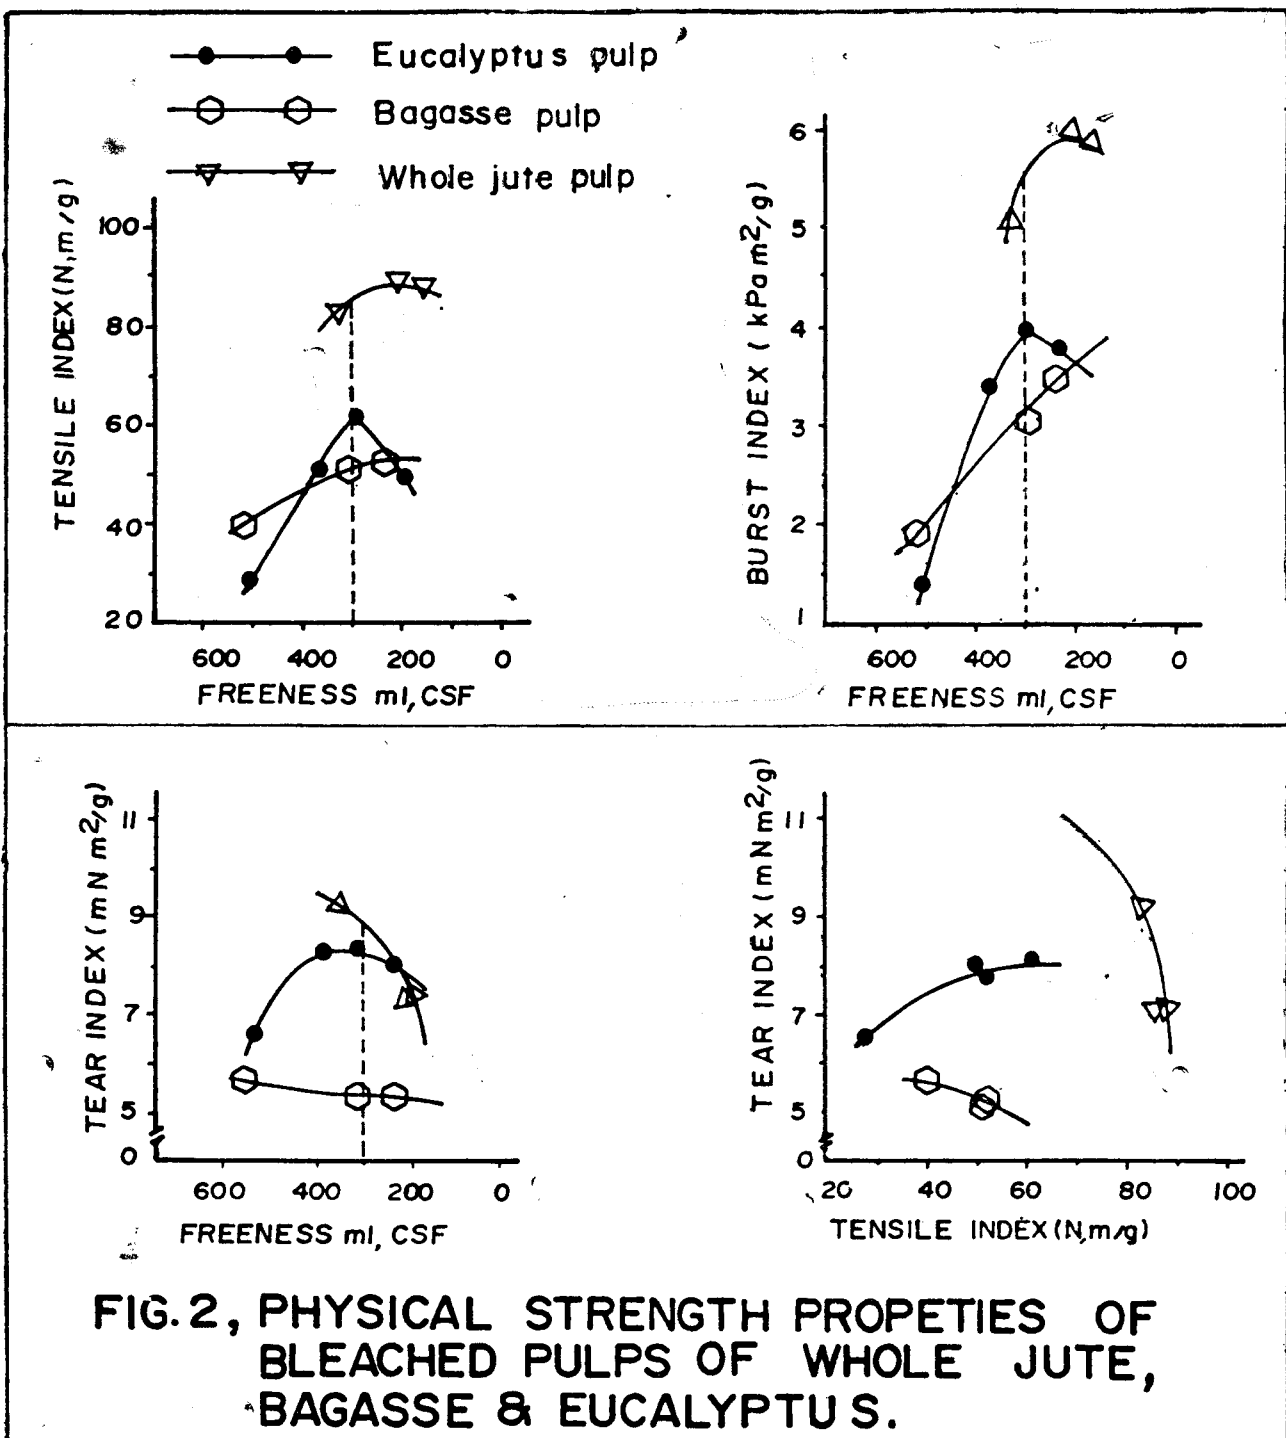 Eucalyptus pulp
Bagasse pulp
Whole jute pulp
TENSILE INDEX (N,m/g)
100
80
60
40
20
600 400 200 0
FREENESS ml, CSF
BURST INDEX ( kPam²/g)
6
5
4
3
2
1
600 400 200 0
FREENESS ml, CSF
TEAR INDEX (mN m²/g)
11
9
7
5
0
600 400 200 0
FREENESS ml, CSF
TEAR INDEX (mNm²/g)
11
9
7
5
0
20 40 60 80 100
TENSILE INDEX (N,m/g)
FIG. 2, PHYSICAL STRENGTH PROPETIES OF
BLEACHED PULPS OF WHOLE JUTE,
BAGASSE & EUCALYPTUS.